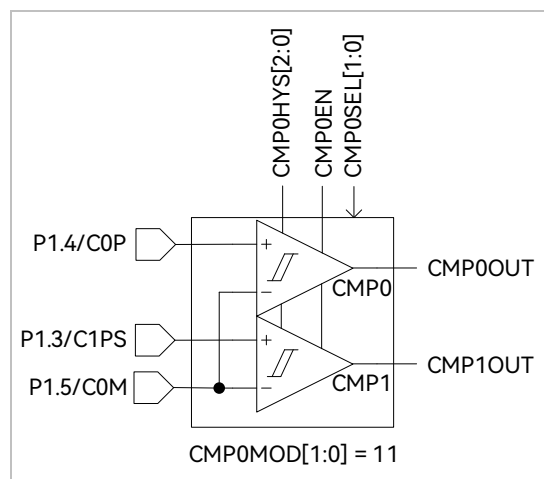 CMP0HYS[2:0]
CMP0EN
CMP0SEL[1:0]
P1.4/C0P
+
−
CMP0
CMP0OUT
P1.3/C1PS
+
P1.5/C0M
−
CMP1
CMP1OUT
CMP0MOD[1:0] = 11